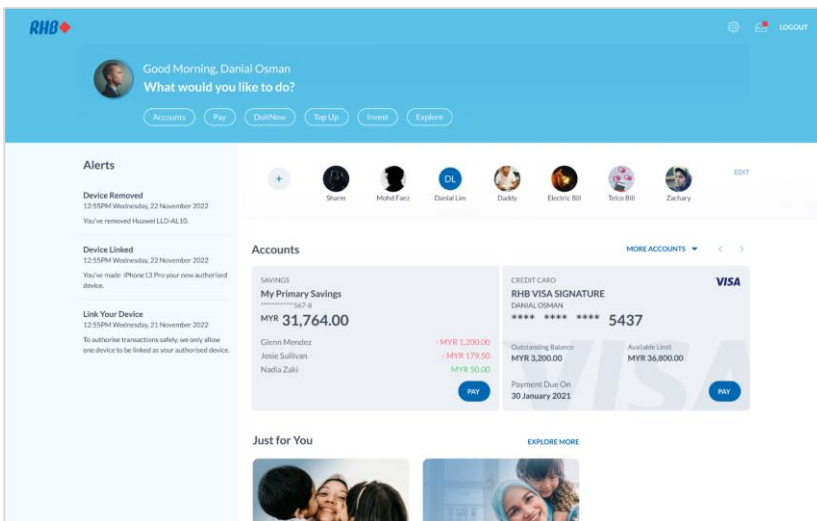 RHB
LOGOUT
Good Morning, Danial Osman
What would you like to do?
Accounts
Pay
DuitNow
Top Up
Invest
Explore
Alerts
Device Removed
12:55PM Wednesday, 22 November 2022
You've removed Huawei LLD-AL10.
Device Linked
12:55PM Wednesday, 22 November 2022
You've made iPhone13 Pro your new authorised
device.
Link Your Device
12:55PM Wednesday, 21 November 2022
To authorise transactions safely, we only allow
one device to be linked as your authorised device.
+
Sharm
Mohd Faez
DL
Danial Lim
Daddy
Electric Bill
Telco Bill
Zachary
EDIT
Accounts
MORE ACCOUNTS
SAVINGS
My Primary Savings
***********567-8
MYR 31,764.00
Glenn Mendez - MYR 1,200.00
Josie Sullivan - MYR 179.50
Nadia Zaki MYR 50.00
PAY
CREDIT CARD
VISA
RHB VISA SIGNATURE
DANIAL OSMAN
**** **** **** 5437
Outstanding Balance
MYR 3,200.00
Available Limit
MYR 36,800.00
Payment Due On
30 January 2021
PAY
VISA
Just for You
EXPLORE MORE